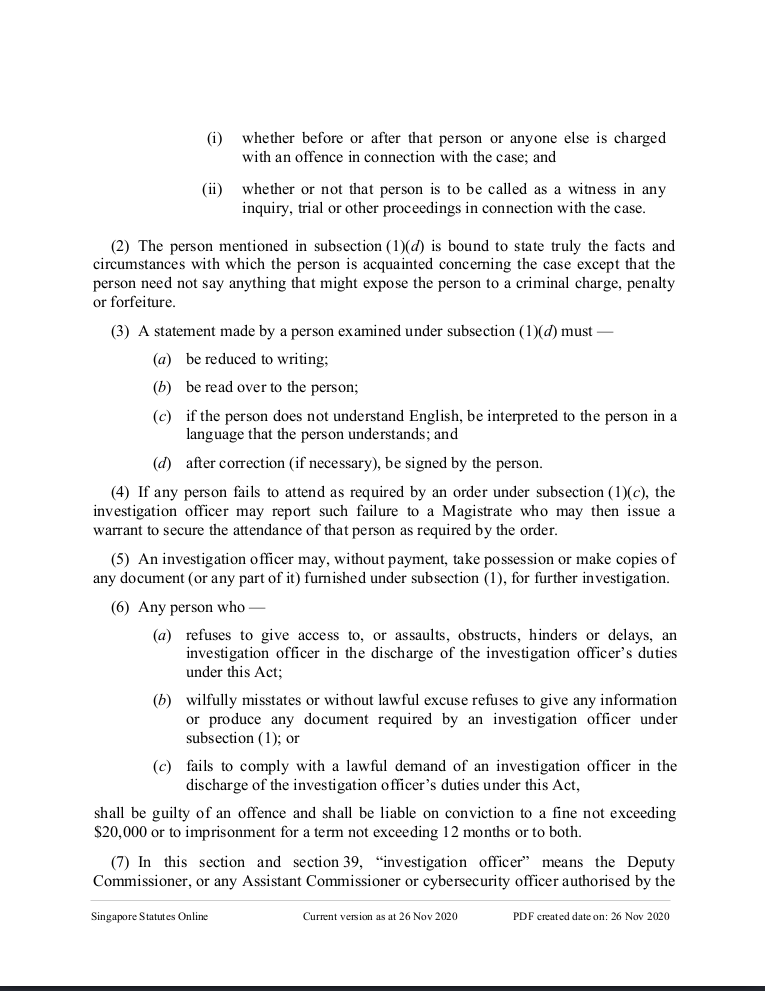 (i) whether before or after that person or anyone else is charged
with an offence in connection with the case; and
(ii) whether or not that person is to be called as a witness in any
inquiry, trial or other proceedings in connection with the case.
(2) The person mentioned in subsection (1)(d) is bound to state truly the facts and
circumstances with which the person is acquainted concerning the case except that the
person need not say anything that might expose the person to a criminal charge, penalty
or forfeiture.
(3) A statement made by a person examined under subsection (1)(d) must —
(a) be reduced to writing;
(b) be read over to the person;
(c) if the person does not understand English, be interpreted to the person in a
language that the person understands; and
(d) after correction (if necessary), be signed by the person.
(4) If any person fails to attend as required by an order under subsection (1)(c), the
investigation officer may report such failure to a Magistrate who may then issue a
warrant to secure the attendance of that person as required by the order.
(5) An investigation officer may, without payment, take possession or make copies of
any document (or any part of it) furnished under subsection (1), for further investigation.
(6) Any person who —
(a) refuses to give access to, or assaults, obstructs, hinders or delays, an
investigation officer in the discharge of the investigation officer’s duties
under this Act;
(b) wilfully misstates or without lawful excuse refuses to give any information
or produce any document required by an investigation officer under
subsection (1); or
(c) fails to comply with a lawful demand of an investigation officer in the
discharge of the investigation officer’s duties under this Act,
shall be guilty of an offence and shall be liable on conviction to a fine not exceeding
$20,000 or to imprisonment for a term not exceeding 12 months or to both.
(7) In this section and section 39, “investigation officer” means the Deputy
Commissioner, or any Assistant Commissioner or cybersecurity officer authorised by the
Singapore Statutes Online Current version as at 26 Nov 2020 PDF created date on: 26 Nov 2020